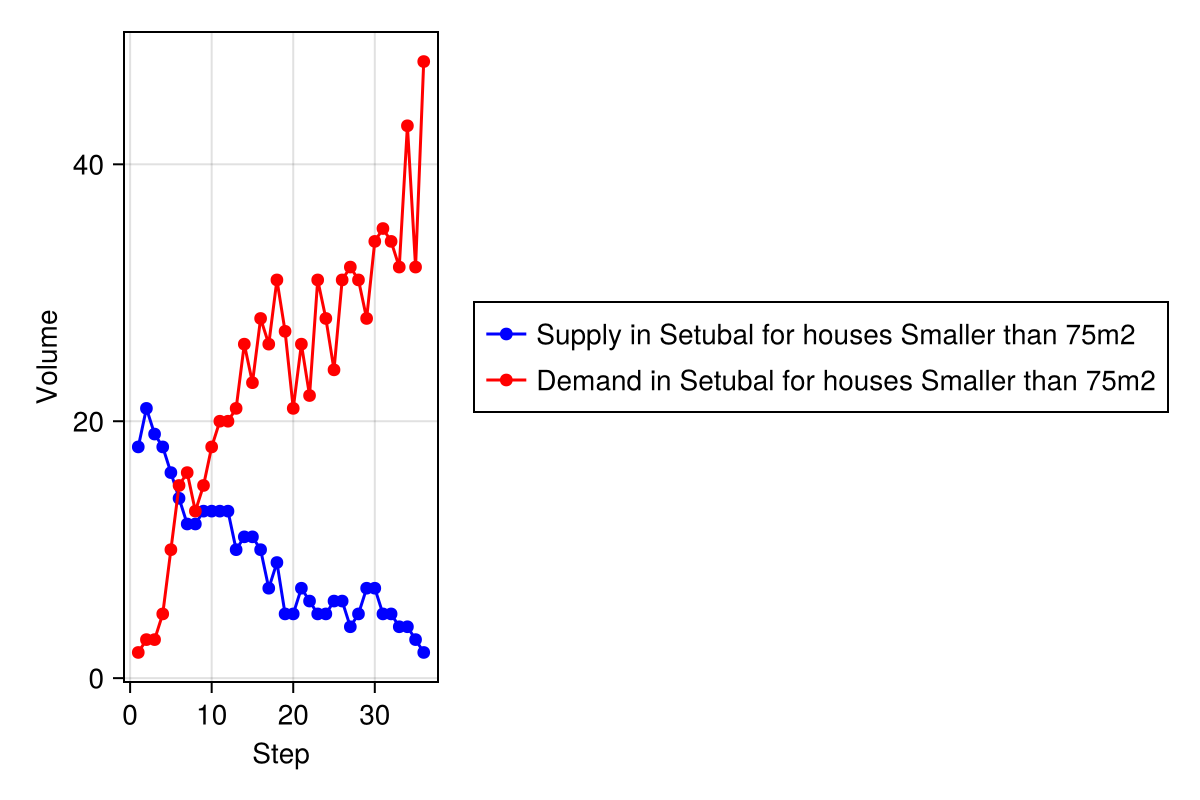 Volume
40
20
0
0 10 20 30
Step
Supply in Setubal for houses Smaller than 75m2
Demand in Setubal for houses Smaller than 75m2